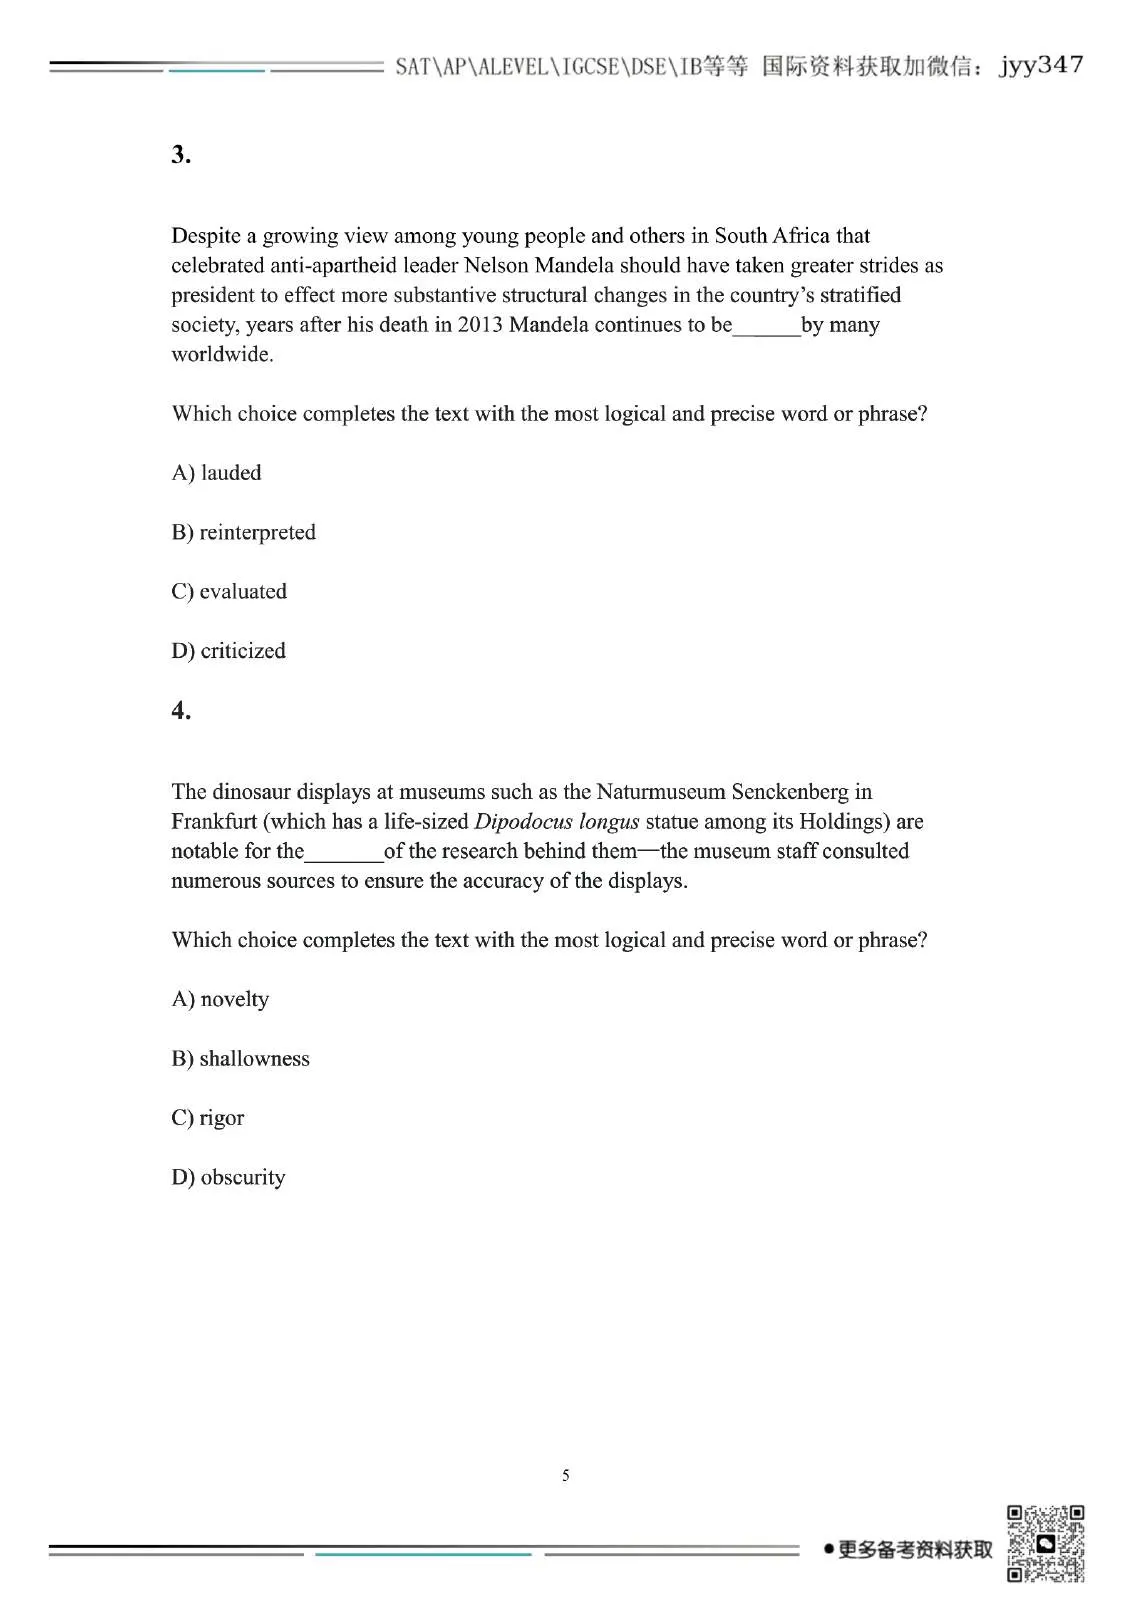 SAT\AP\ALEVEL\IGCSE\DSE\IB等等 国际资料获取加微信： jyy347
3.
Despite a growing view among young people and others in South Africa that
celebrated anti-apartheid leader Nelson Mandela should have taken greater strides as
president to effect more substantive structural changes in the country's stratified
society, years after his death in 2013 Mandela continues to be______by many
worldwide.
Which choice completes the text with the most logical and precise word or phrase?
A) lauded
B) reinterpreted
C) evaluated
D) criticized
4.
The dinosaur displays at museums such as the Naturmuseum Senckenberg in
Frankfurt (which has a life-sized Dipodocus longus statue among its Holdings) are
notable for the_______of the research behind them—the museum staff consulted
numerous sources to ensure the accuracy of the displays.
Which choice completes the text with the most logical and precise word or phrase?
A) novelty
B) shallowness
C) rigor
D) obscurity
5
●更多备考资料获取